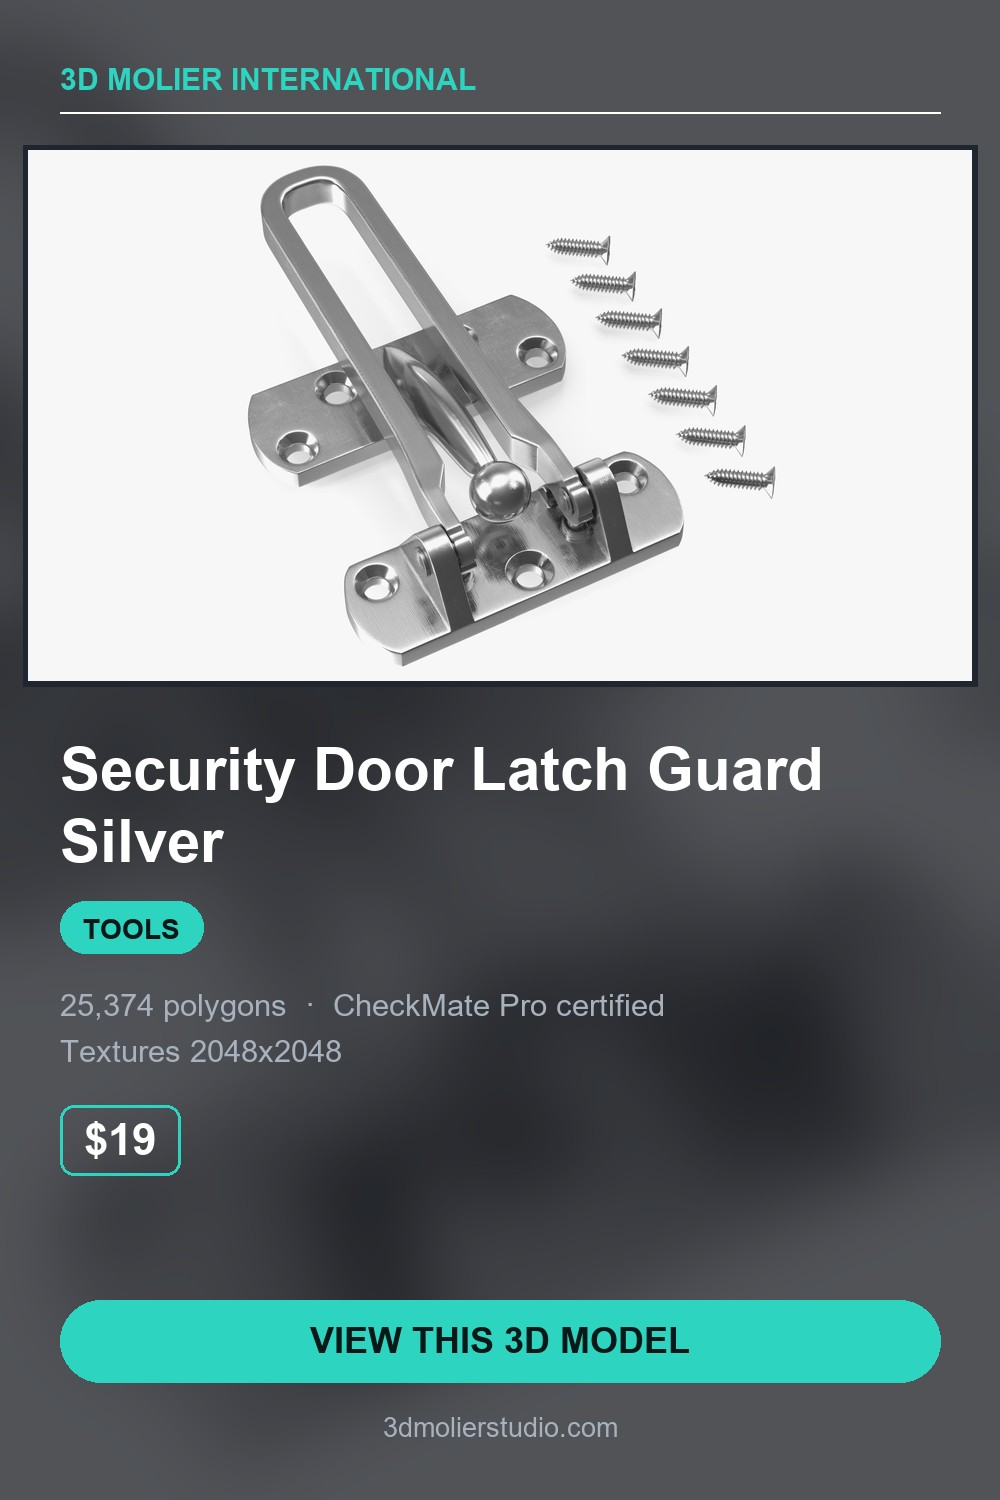 3D MOLIER INTERNATIONAL
Security Door Latch Guard
Silver
TOOLS
25,374 polygons · CheckMate Pro certified
Textures 2048x2048
$19
VIEW THIS 3D MODEL
3dmolierstudio.com